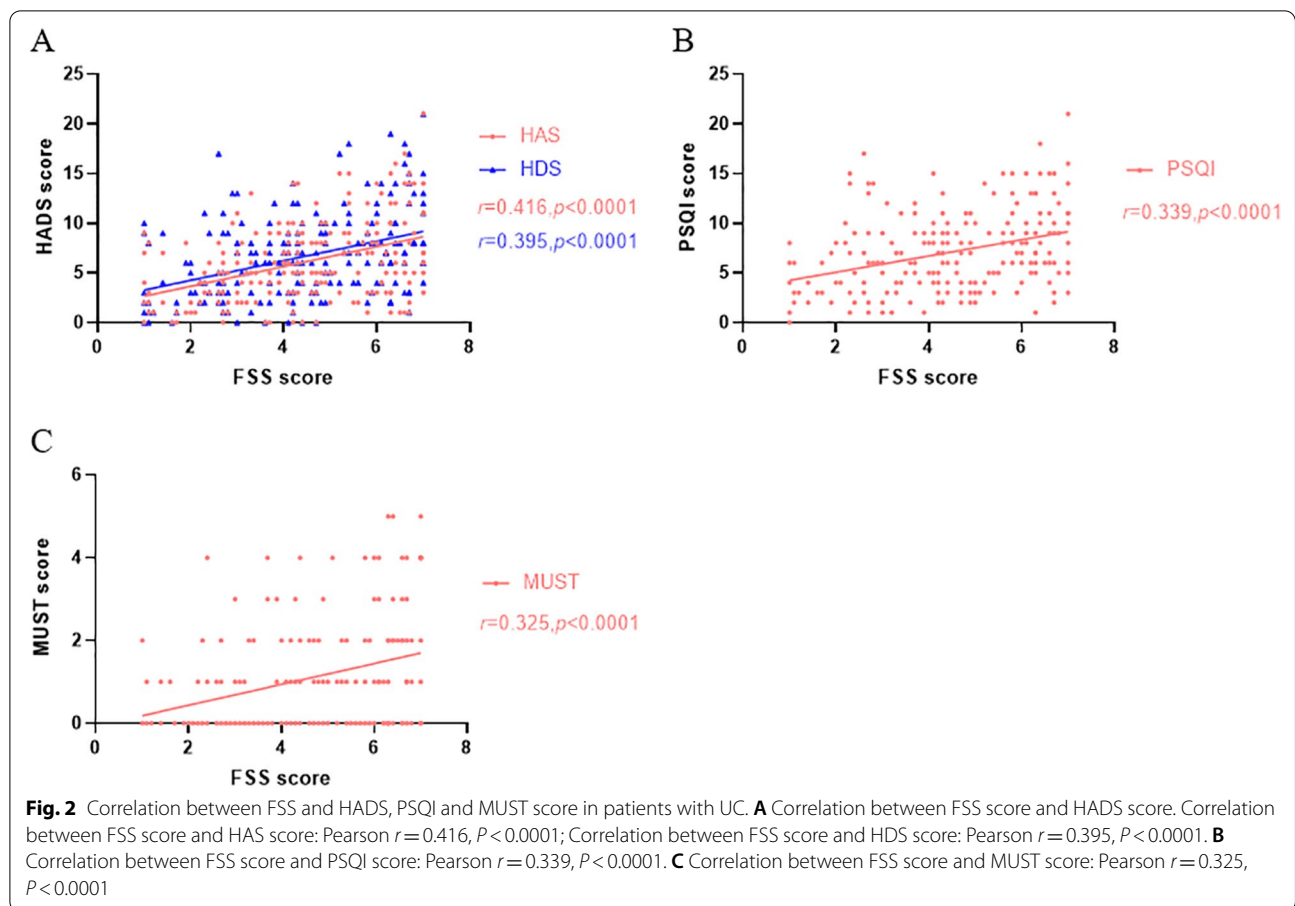 A
25
20
15
10
5
0
HADS score
0 2 4 6 8
FSS score
HAS
HDS
r=0.416,p<0.0001
r=0.395,p<0.0001
B
25
20
15
10
5
0
PSQI score
0 2 4 6 8
FSS score
PSQI
r=0.339,p<0.0001
C
6
4
2
0
MUST score
0 2 4 6 8
FSS score
MUST
r=0.325,p<0.0001
Fig. 2 Correlation between FSS and HADS, PSQI and MUST score in patients with UC. A Correlation between FSS score and HADS score. Correlation
between FSS score and HAS score: Pearson r = 0.416, P < 0.0001; Correlation between FSS score and HDS score: Pearson r = 0.395, P < 0.0001. B
Correlation between FSS score and PSQI score: Pearson r = 0.339, P < 0.0001. C Correlation between FSS score and MUST score: Pearson r = 0.325,
P < 0.0001